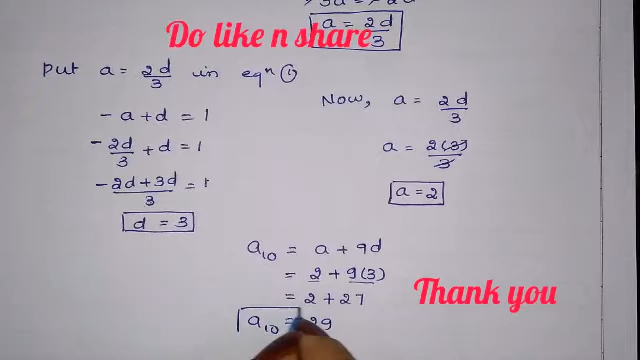 a = 2d/3
Do like n share
Put a = 2d/3 in eqⁿ ①
- a + d = 1
- 2d/3 + d = 1
- 2d + 3d/3 = 1
d = 3
Now, a = 2d/3
a = 2(3)/3
a = 2
a₁₀ = a + 9d
= 2 + 9(3)
= 2 + 27
a₁₀ = 29
Thank you